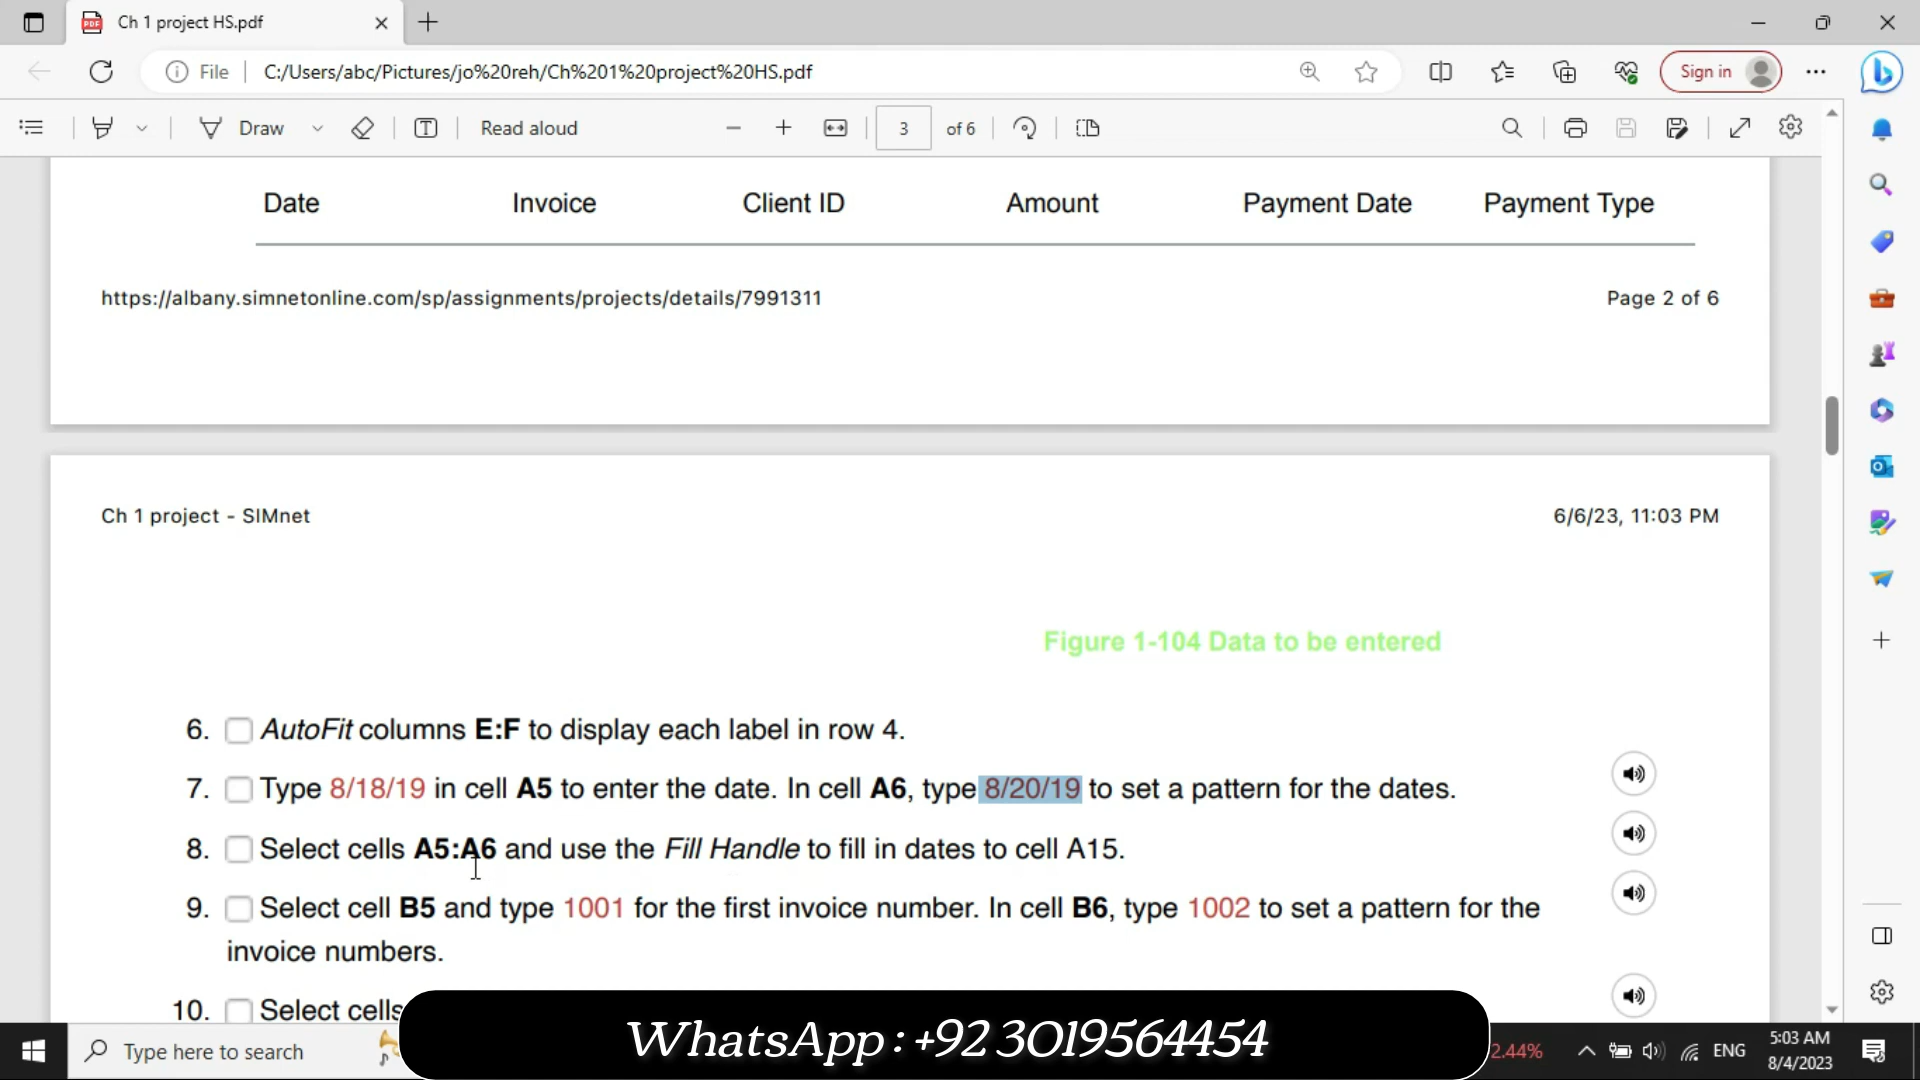 Ch 1 project HS.pdf
File C:/Users/abc/Pictures/jo%20reh/Ch%201%20project%20HS.pdf
Sign in
Draw Read aloud 3 of 6
Date Invoice Client ID Amount Payment Date Payment Type
https://albany.simnetonline.com/sp/assignments/projects/details/7991311 Page 2 of 6
Ch 1 project - SIMnet 6/6/23, 11:03 PM
Figure 1-104 Data to be entered
6. AutoFit columns E:F to display each label in row 4.
7. Type 8/18/19 in cell A5 to enter the date. In cell A6, type 8/20/19 to set a pattern for the dates.
8. Select cells A5:A6 and use the Fill Handle to fill in dates to cell A15.
9. Select cell B5 and type 1001 for the first invoice number. In cell B6, type 1002 to set a pattern for the
invoice numbers.
10. Select cells
WhatsApp : +92 3019564454
Type here to search
2.44% ENG 5:03 AM
8/4/2023